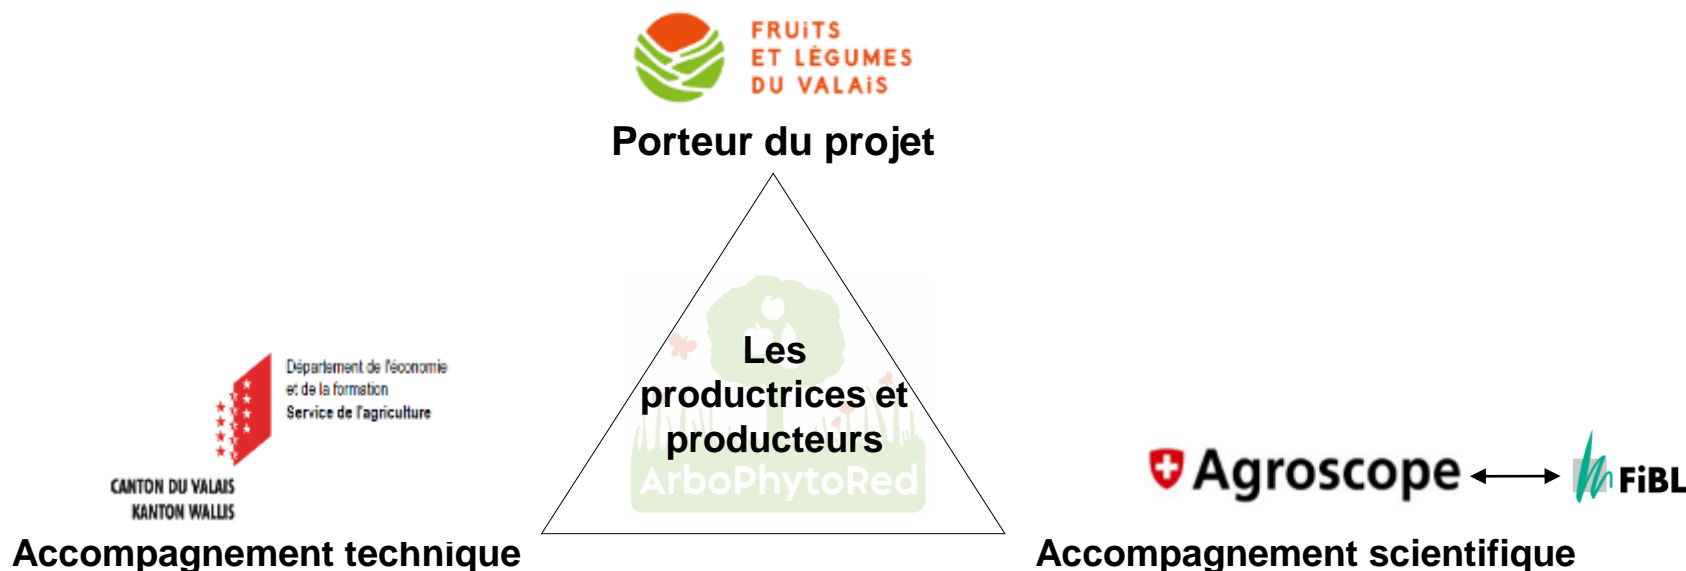 FRUiTS
ET LÉGUMES
DU VALAiS
Porteur du projet
Les
productrices et
producteurs
ArboPhytoRed
Département de l'économie
et de la formation
Service de l'agriculture
CANTON DU VALAIS
KANTON WALLIS
Accompagnement technique
Agroscope
FiBL
Accompagnement scientifique